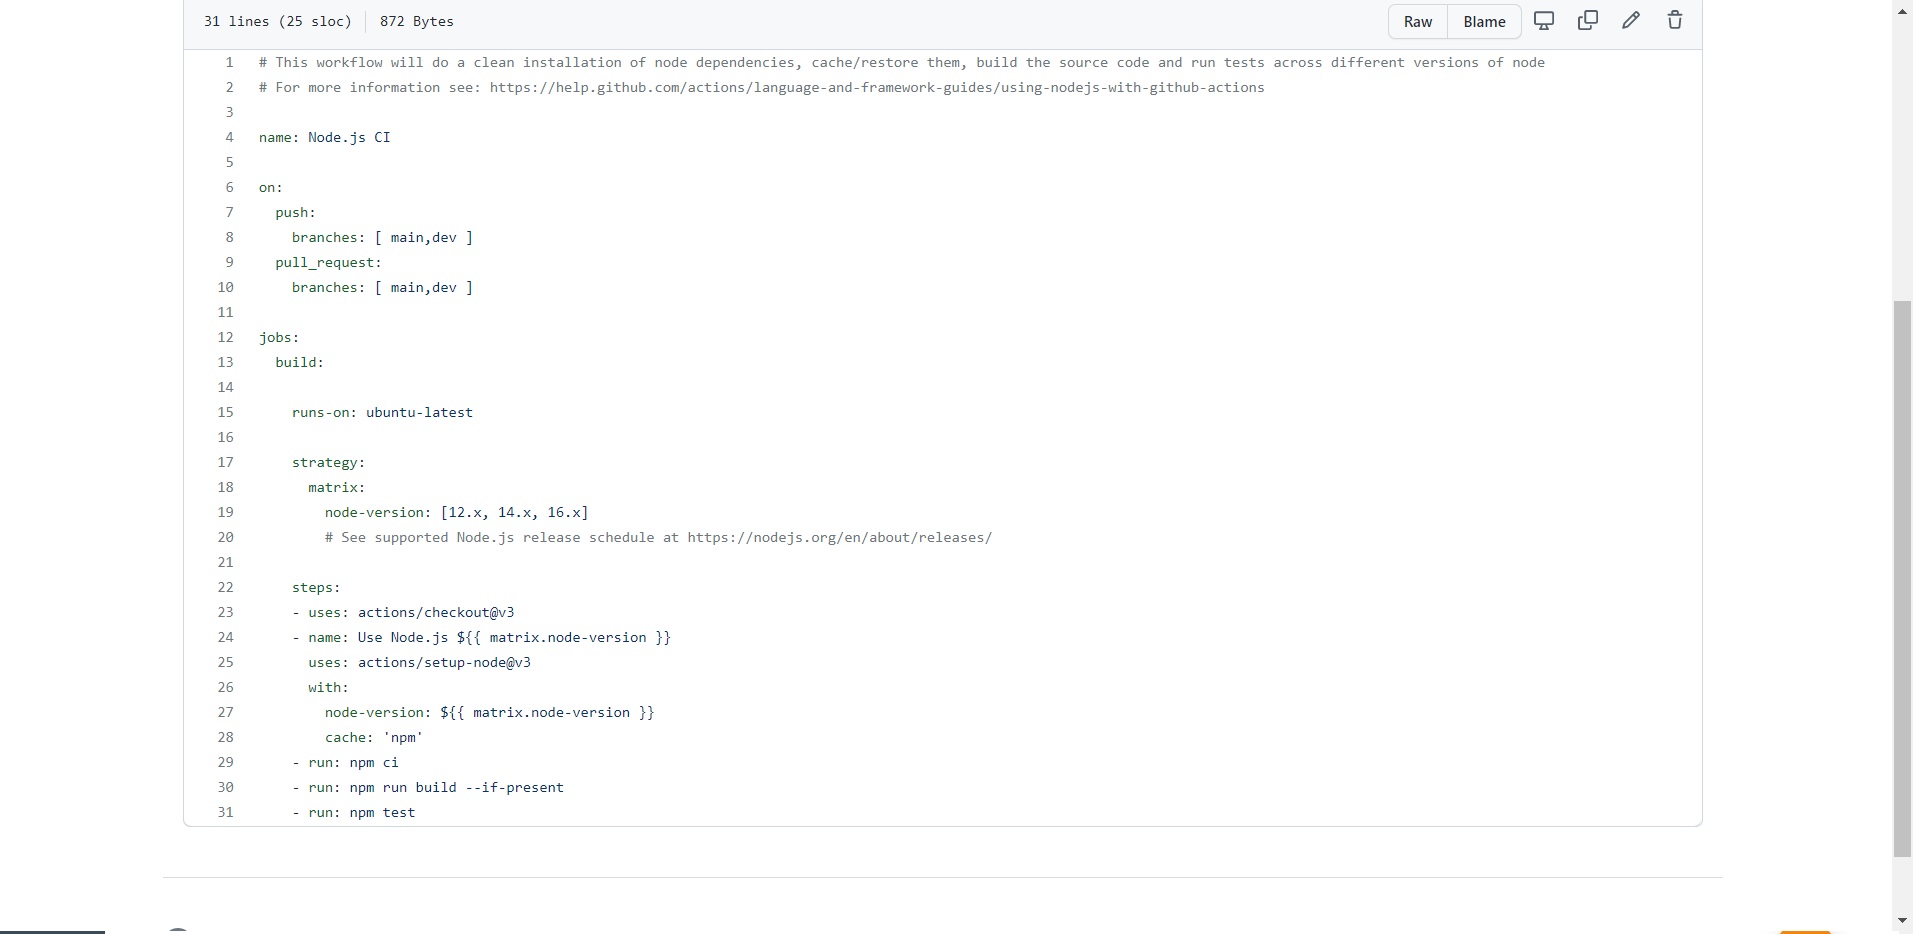 31 lines (25 sloc) 872 Bytes Raw Blame
1 # This workflow will do a clean installation of node dependencies, cache/restore them, build the source code and run tests across different versions of node
2 # For more information see: https://help.github.com/actions/language-and-framework-guides/using-nodejs-with-github-actions
3
4 name: Node.js CI
5
6 on:
7   push:
8     branches: [ main,dev ]
9   pull_request:
10     branches: [ main,dev ]
11
12 jobs:
13   build:
14
15     runs-on: ubuntu-latest
16
17     strategy:
18       matrix:
19         node-version: [12.x, 14.x, 16.x]
20         # See supported Node.js release schedule at https://nodejs.org/en/about/releases/
21
22     steps:
23     - uses: actions/checkout@v3
24     - name: Use Node.js ${{ matrix.node-version }}
25       uses: actions/setup-node@v3
26       with:
27         node-version: ${{ matrix.node-version }}
28         cache: 'npm'
29     - run: npm ci
30     - run: npm run build --if-present
31     - run: npm test